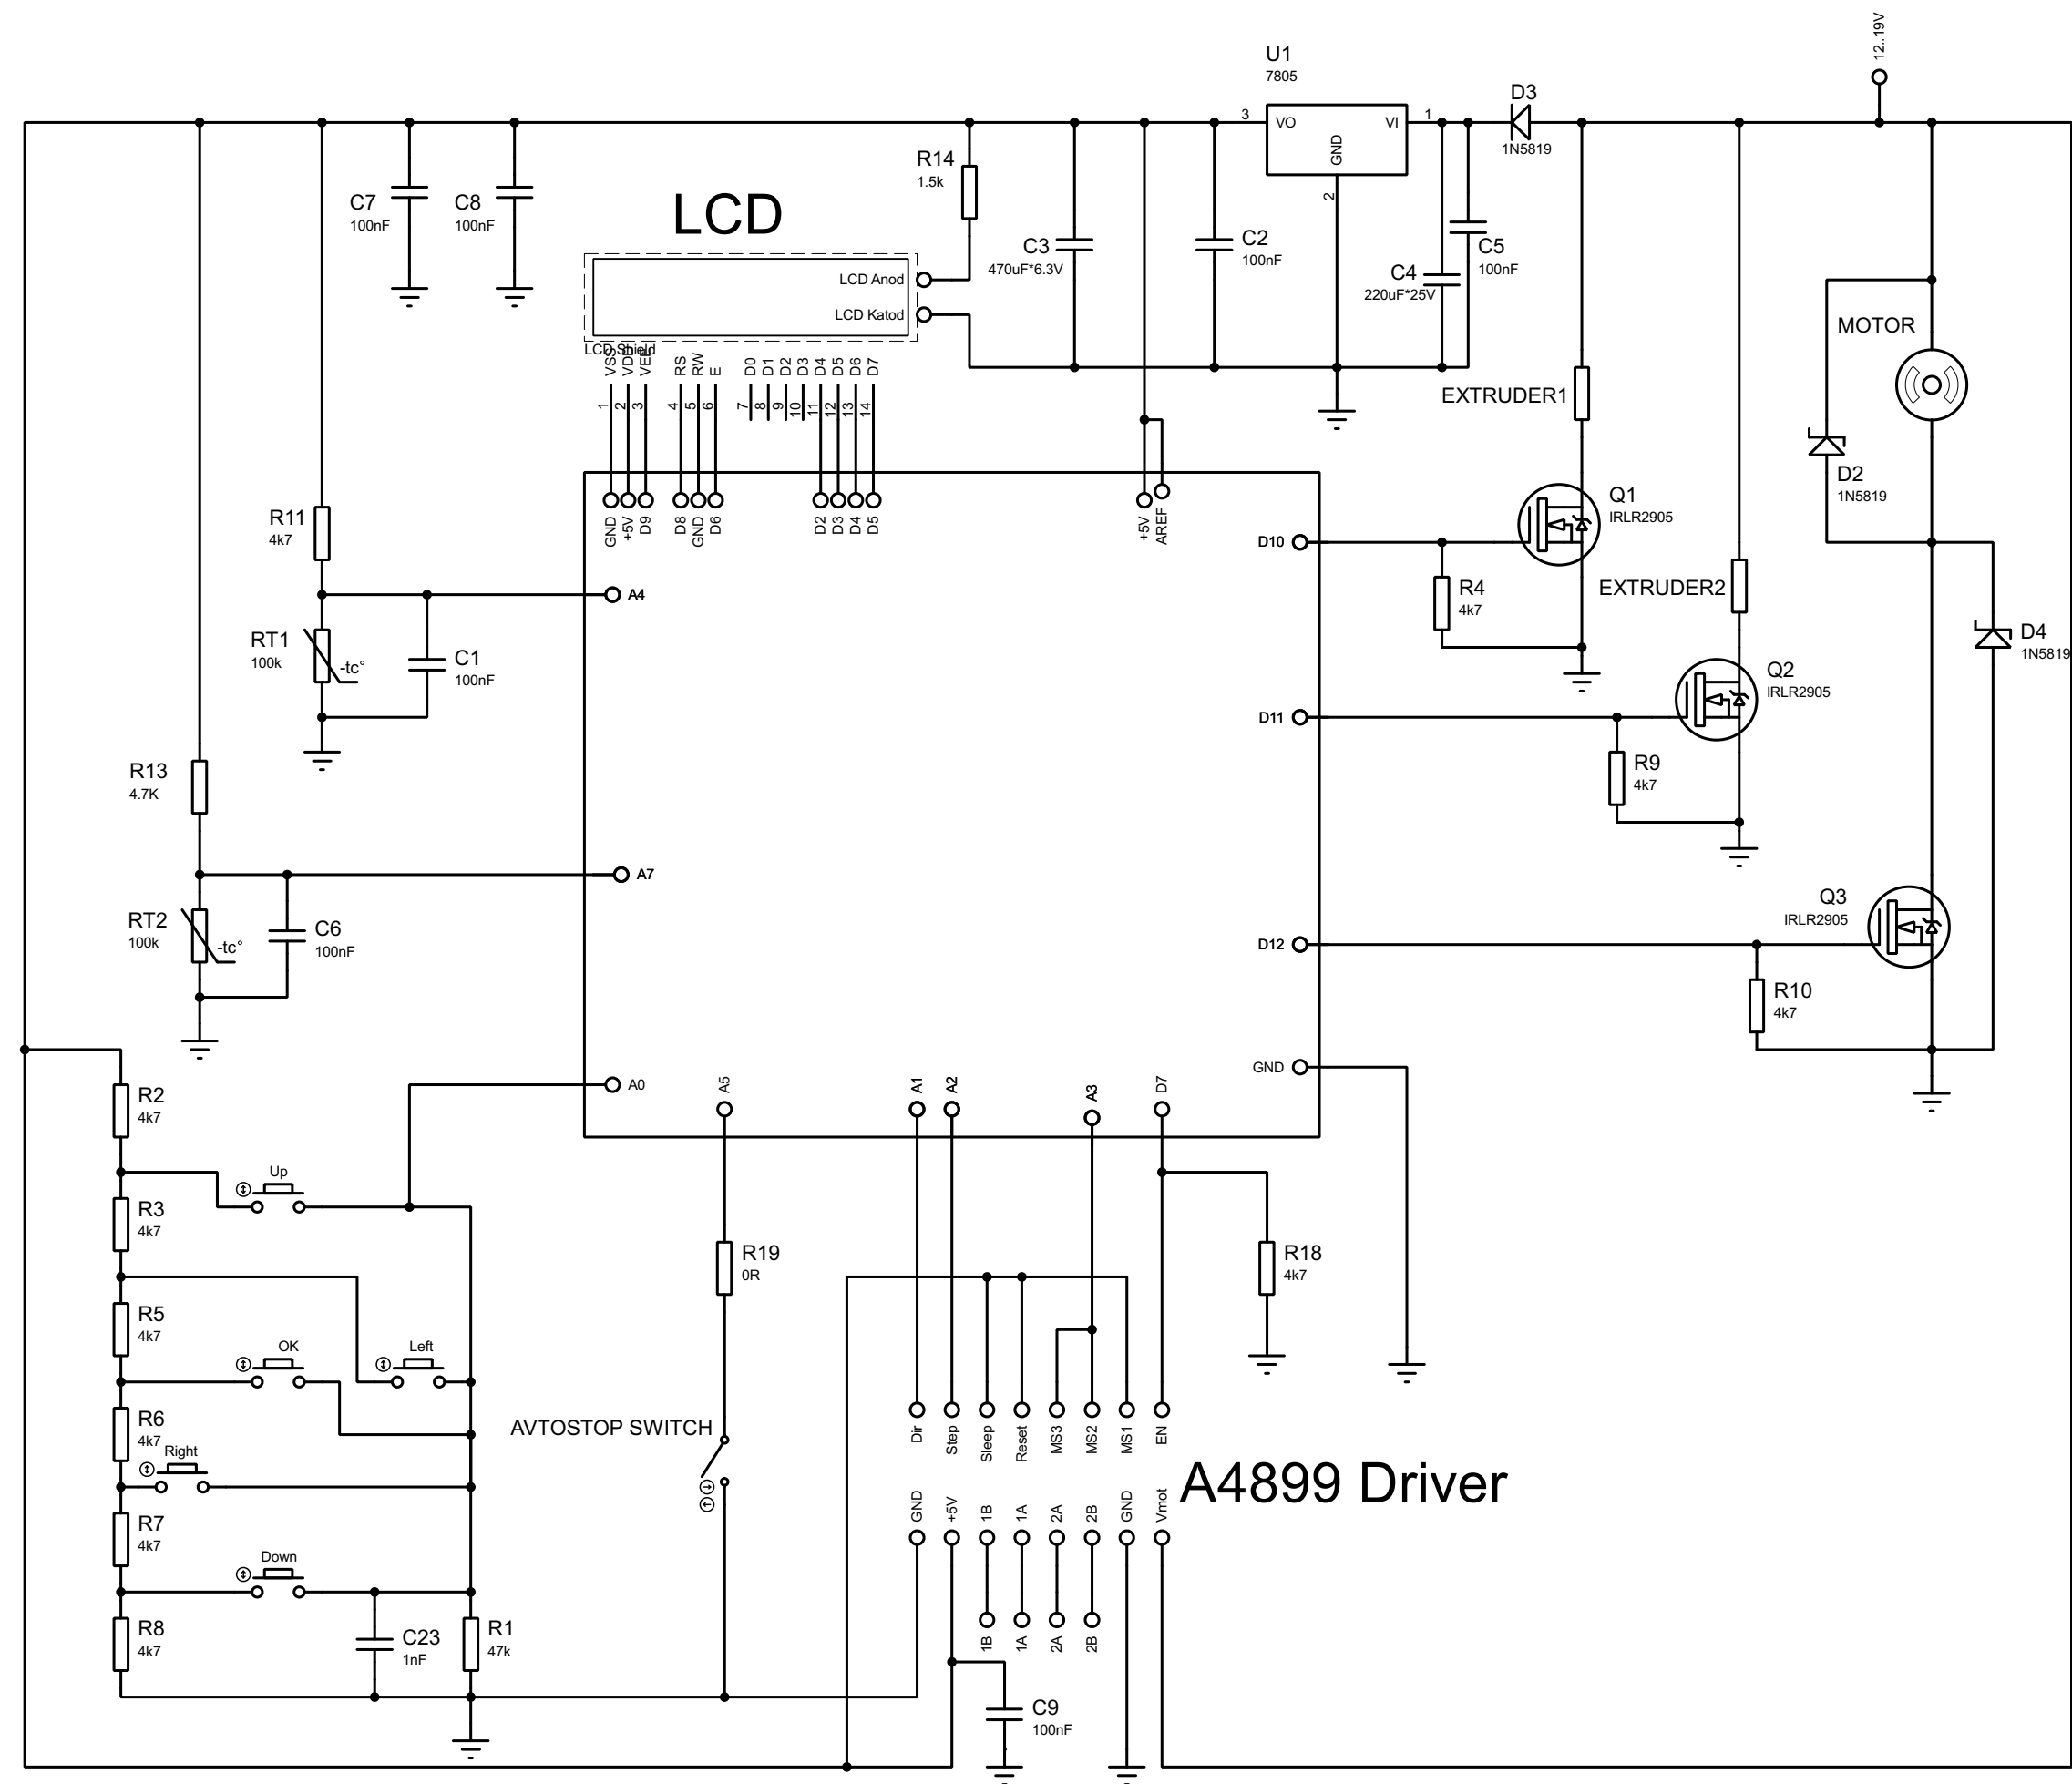 12..19V
U1
7805
3
VO
VI
1
GND
2
D3
1N5819
R14
1.5k
C7
100nF
C8
100nF
LCD
C3
470uF*6.3V
C2
100nF
C4
220uF*25V
C5
100nF
LCD Anod
LCD Katod
LCD Shield
VSS
VDD
VEE
RS
RW
E
D0
D1
D2
D3
D4
D5
D6
D7
1
2
3
4
5
6
7
8
9
10
11
12
13
14
MOTOR
EXTRUDER1
D2
1N5819
R11
4k7
GND
+5V
D9
D8
GND
D6
D2
D3
D4
D5
+5V
AREF
Q1
IRLR2905
D10
R4
4k7
EXTRUDER2
D4
1N5819
A4
RT1
100k
-tc°
C1
100nF
Q2
IRLR2905
D11
R9
4k7
R13
4.7K
A7
RT2
100k
-tc°
C6
100nF
Q3
IRLR2905
D12
R10
4k7
GND
R2
4k7
A0
A5
A1
A2
A3
D7
Up
R3
4k7
R19
0R
R18
4k7
R5
4k7
OK
Left
R6
4k7
Right
AVTOSTOP SWITCH
Dir
Step
Sleep
Reset
MS3
MS2
MS1
EN
A4899 Driver
GND
+5V
1B
1A
2A
2B
GND
Vmot
R7
4k7
Down
R8
4k7
C23
1nF
R1
47k
1B
1A
2A
2B
C9
100nF